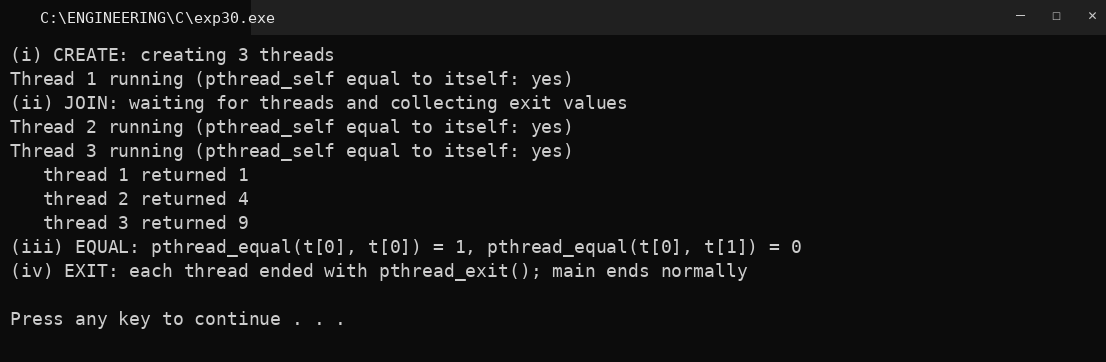 C:\ENGINEERING\C\exp30.exe
(i) CREATE: creating 3 threads
Thread 1 running (pthread_self equal to itself: yes)
(ii) JOIN: waiting for threads and collecting exit values
Thread 2 running (pthread_self equal to itself: yes)
Thread 3 running (pthread_self equal to itself: yes)
   thread 1 returned 1
   thread 2 returned 4
   thread 3 returned 9
(iii) EQUAL: pthread_equal(t[0], t[0]) = 1, pthread_equal(t[0], t[1]) = 0
(iv) EXIT: each thread ended with pthread_exit(); main ends normally
Press any key to continue . . .